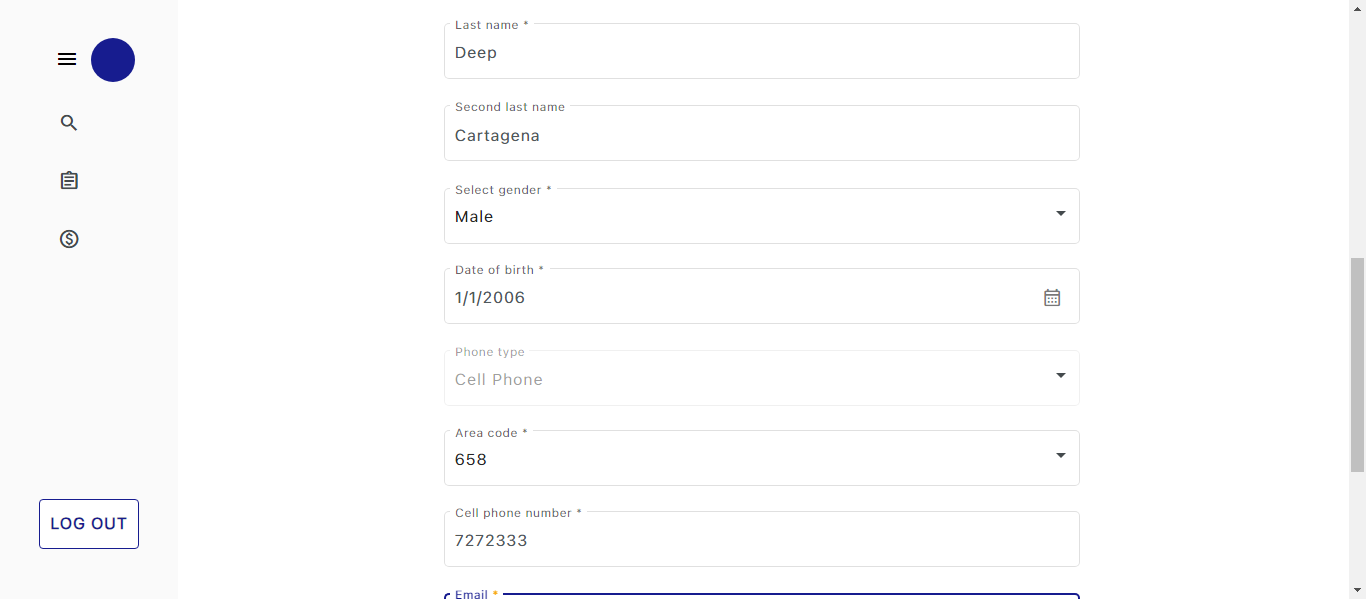 Last name *
Deep
Second last name
Cartagena
Select gender *
Male
Date of birth *
1/1/2006
Phone type
Cell Phone
Area code *
658
Cell phone number *
7272333
Email *
LOG OUT